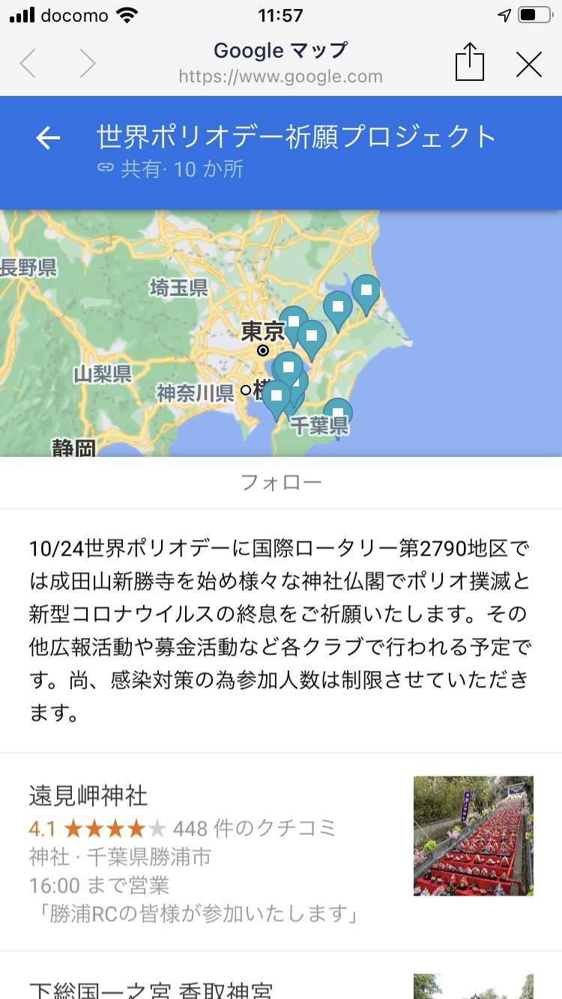 docomo
11:57
Google マップ
https://www.google.com
世界ポリオデー祈願プロジェクト
共有· 10 か所
長野県
埼玉県
東京
山梨県
神奈川県
横
千葉県
静岡
フォロー
10/24世界ポリオデーに国際ロータリー第2790地区で
は成田山新勝寺を始め様々な神社仏閣でポリオ撲滅と
新型コロナウイルスの終息をご祈願いたします。その
他広報活動や募金活動など各クラブで行われる予定で
す。尚、感染対策の為参加人数は制限させていただき
ます。
遠見岬神社
4.1 ★★★★★ 448 件のクチコミ
神社 · 千葉県勝浦市
16:00 まで営業
「勝浦RCの皆様が参加いたします」
下総国一之宮 香取神宮